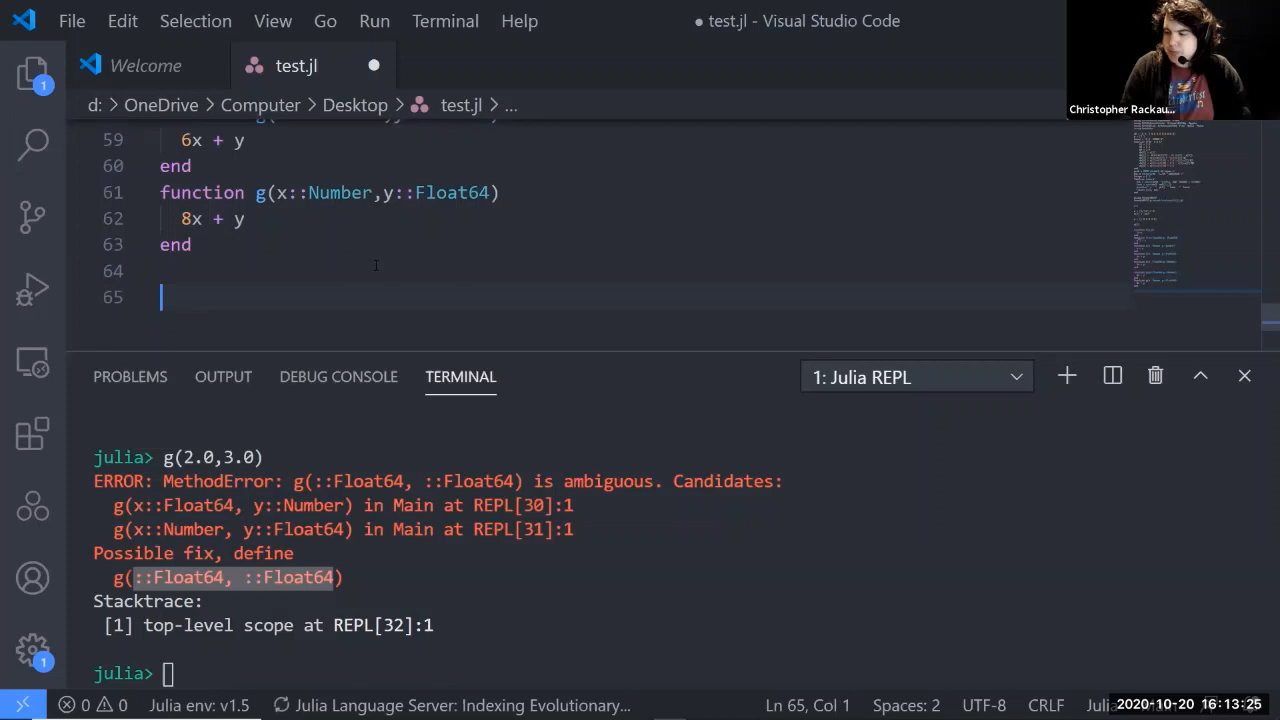 File Edit Selection View Go Run Terminal Help ● test.jl - Visual Studio Code
Welcome test.jl
d: > OneDrive > Computer > Desktop > test.jl > ...
59 6x + y
60 end
61 function g(x::Number,y::Float64)
62 8x + y
63 end
64
65
Christopher Rackau...
PROBLEMS OUTPUT DEBUG CONSOLE TERMINAL 1: Julia REPL
julia> g(2.0,3.0)
ERROR: MethodError: g(::Float64, ::Float64) is ambiguous. Candidates:
g(x::Float64, y::Number) in Main at REPL[30]:1
g(x::Number, y::Float64) in Main at REPL[31]:1
Possible fix, define
g(::Float64, ::Float64)
Stacktrace:
[1] top-level scope at REPL[32]:1
julia>
1
1
0 0 Julia env: v1.5 Julia Language Server: Indexing Evolutionary... Ln 65, Col 1 Spaces: 2 UTF-8 CRLF 2020-10-20 16:13:25